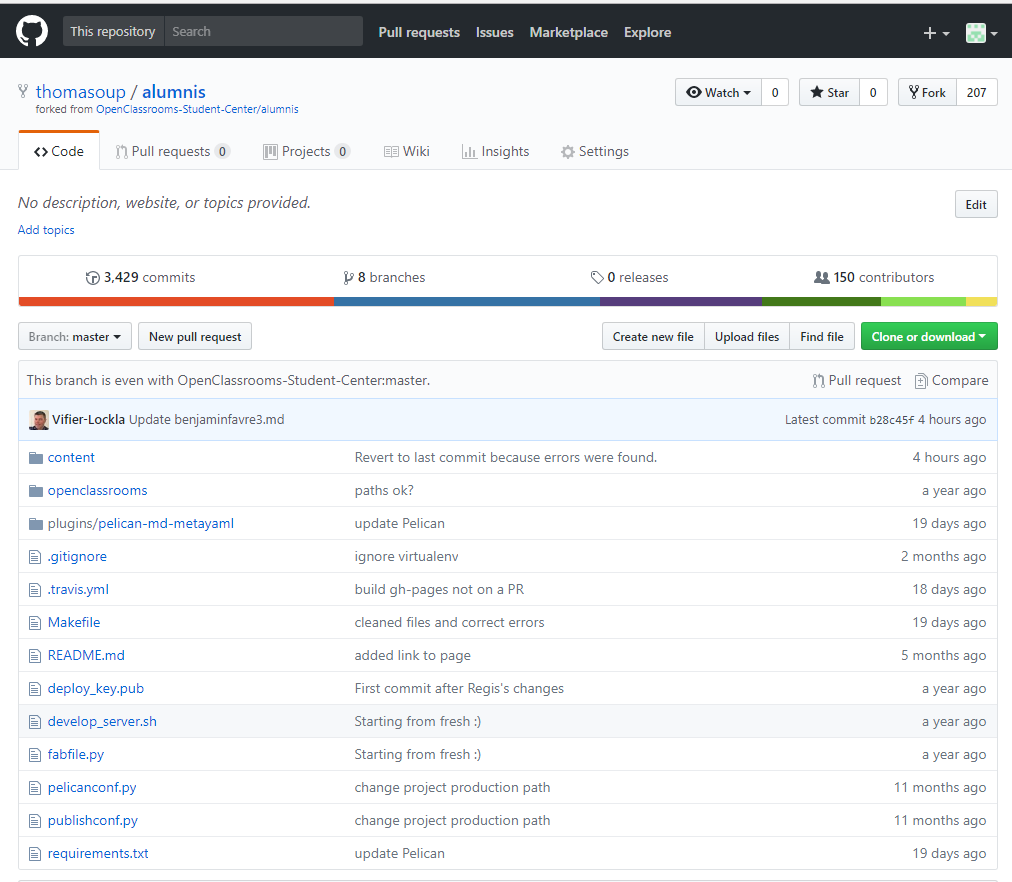 This repository Search Pull requests Issues Marketplace Explore
thomasoup / alumnis Watch 0 Star 0 Fork 207
forked from OpenClassrooms-Student-Center/alumnis
Code Pull requests 0 Projects 0 Wiki Insights Settings
No description, website, or topics provided. Edit
Add topics
3,429 commits 8 branches 0 releases 150 contributors
Branch: master New pull request Create new file Upload files Find file Clone or download
This branch is even with OpenClassrooms-Student-Center:master. Pull request Compare
Vifier-Lockla Update benjaminfavre3.md Latest commit b28c45f 4 hours ago
content Revert to last commit because errors were found. 4 hours ago
openclassrooms paths ok? a year ago
plugins/pelican-md-metayaml update Pelican 19 days ago
.gitignore ignore virtualenv 2 months ago
.travis.yml build gh-pages not on a PR 18 days ago
Makefile cleaned files and correct errors 19 days ago
README.md added link to page 5 months ago
deploy_key.pub First commit after Regis's changes a year ago
develop_server.sh Starting from fresh :) a year ago
fabfile.py Starting from fresh :) a year ago
pelicanconf.py change project production path 11 months ago
publishconf.py change project production path 11 months ago
requirements.txt update Pelican 19 days ago